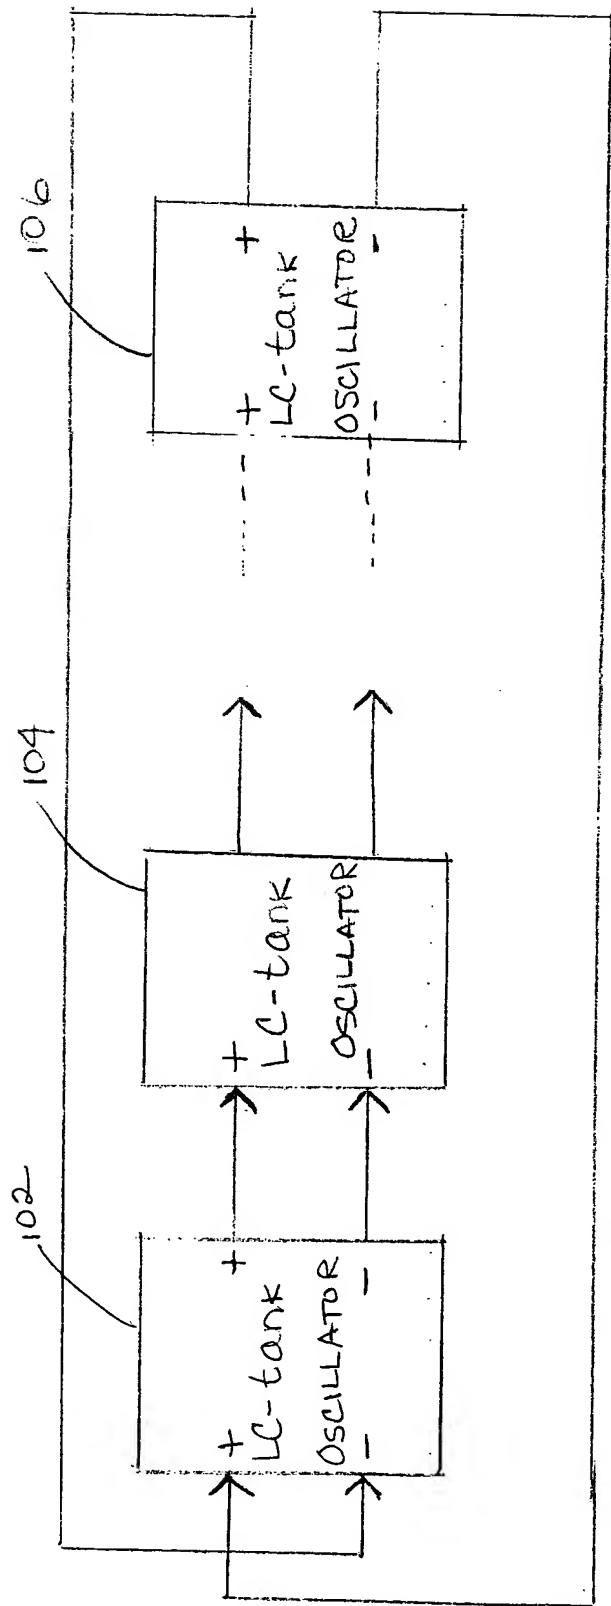 102
+ +
LC-tank
OSCILLATOR
- -
104
+
LC-tank
OSCILLATOR
-
106
+ +
LC-tank
OSCILLATOR
- -